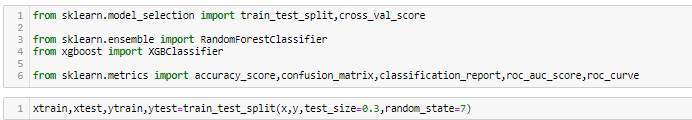 1 from sklearn.model_selection import train_test_split,cross_val_score
2
3 from sklearn.ensemble import RandomForestClassifier
4 from xgboost import XGBClassifier
5
6 from sklearn.metrics import accuracy_score,confusion_matrix,classification_report,roc_auc_score,roc_curve
1 xtrain,xtest,ytrain,ytest=train_test_split(x,y,test_size=0.3,random_state=7)